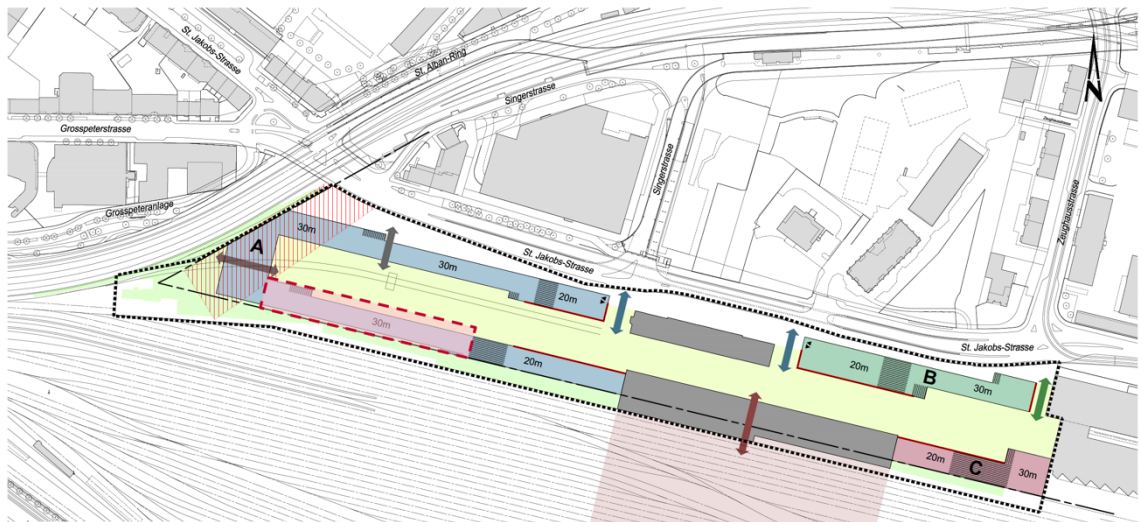 St. Jakobs-Strasse
St. Alban-Ring
Singerstrasse
Grosspeterstrasse
N
Singerstrasse
Zeughausstrasse
Grosspeteranlage
30m
A
30m
St. Jakobs-Strasse
20m
30m
St. Jakobs-Strasse
20m
B
30m
20m
20m
C
30m